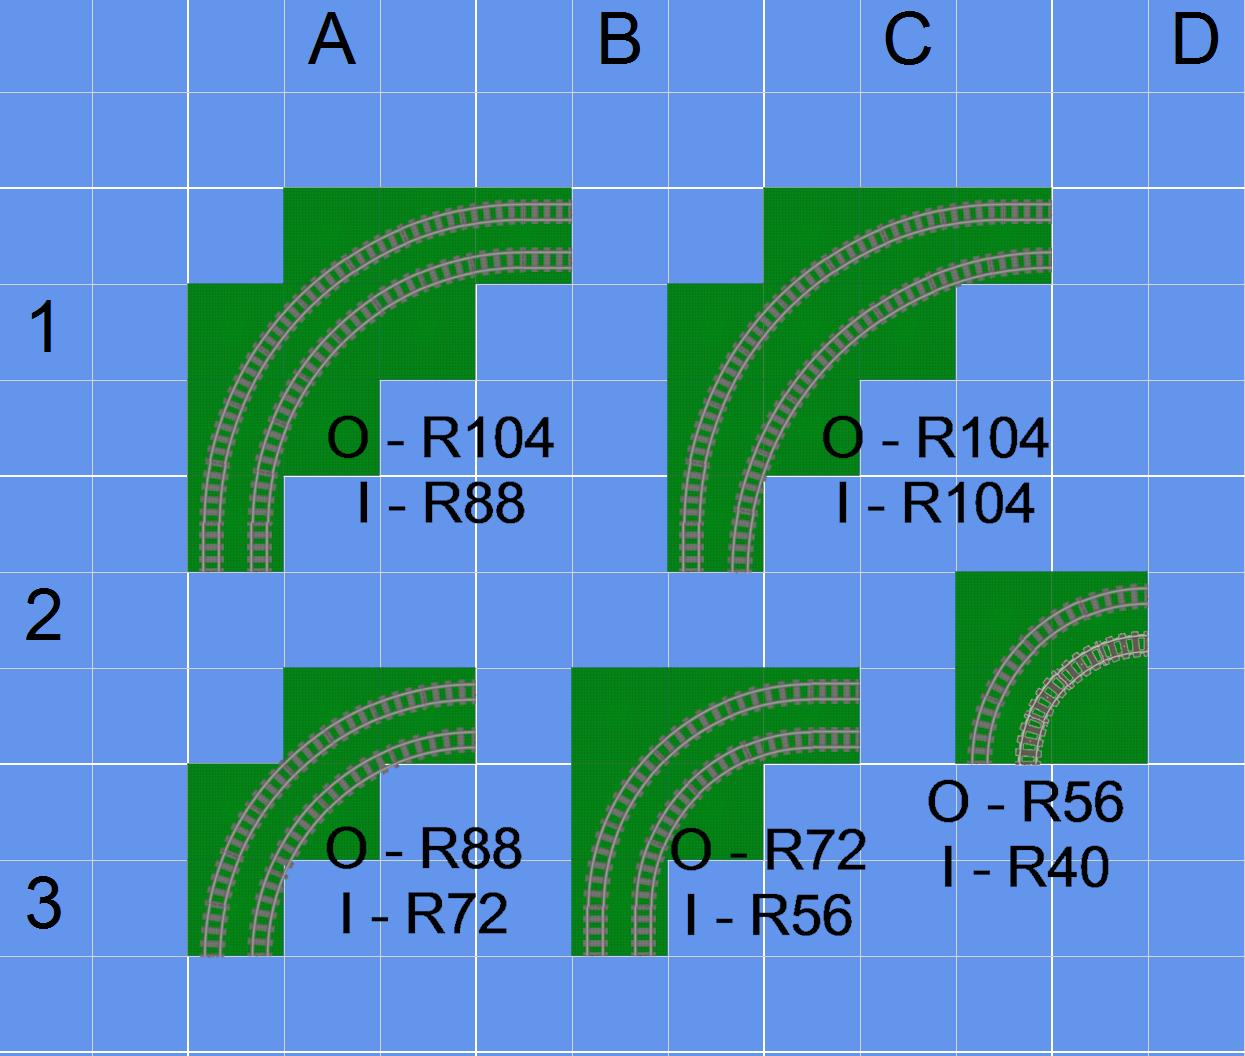 A B C D
1
O - R104
I - R88
O - R104
I - R104
2
3
O - R88
I - R72
O - R72
I - R56
O - R56
I - R40